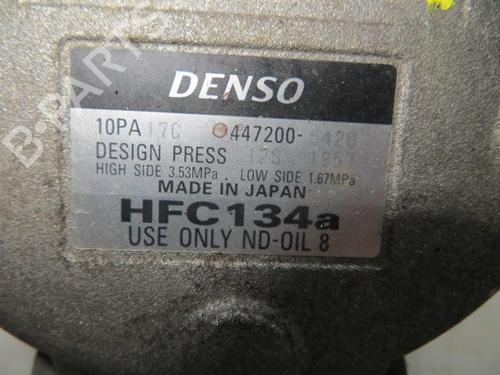 B-PARTS
DENSO
10PA17C 447200-5420
DESIGN PRESS
HIGH SIDE 3.53MPa . LOW SIDE 1.67MPa
MADE IN JAPAN
HFC134a
USE ONLY ND-OIL 8